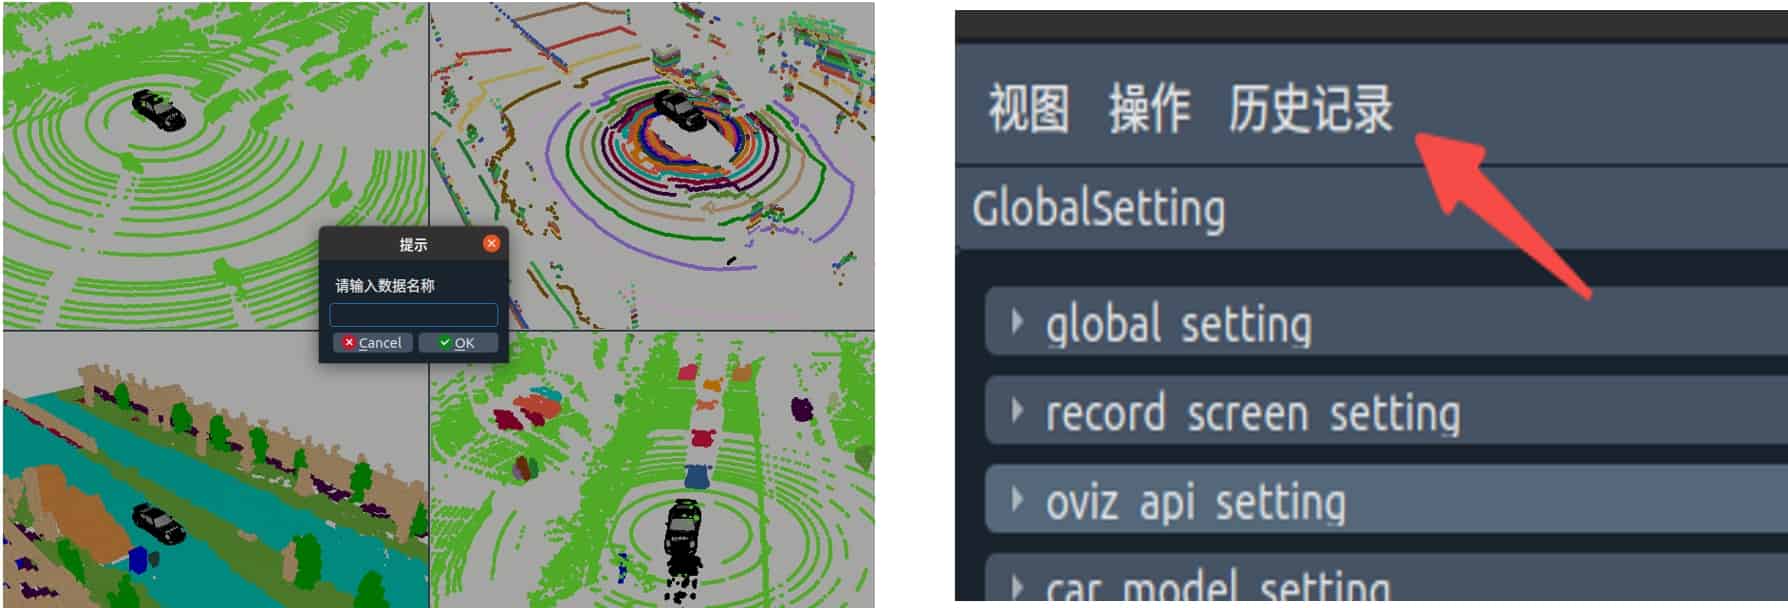 提示
请输入数据名称
Cancel OK
视图 操作 历史记录
GlobalSetting
global setting
record screen setting
oviz api setting
car model setting